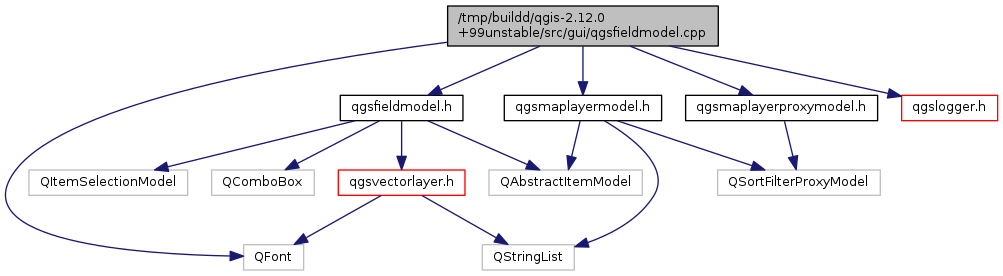 /tmp/buildd/qgis-2.12.0
+99unstable/src/gui/qgsfieldmodel.cpp
qgsfieldmodel.h
qgsmaplayermodel.h
qgsmaplayerproxymodel.h
qgslogger.h
QItemSelectionModel
QComboBox
qgsvectorlayer.h
QAbstractItemModel
QSortFilterProxyModel
QFont
QStringList